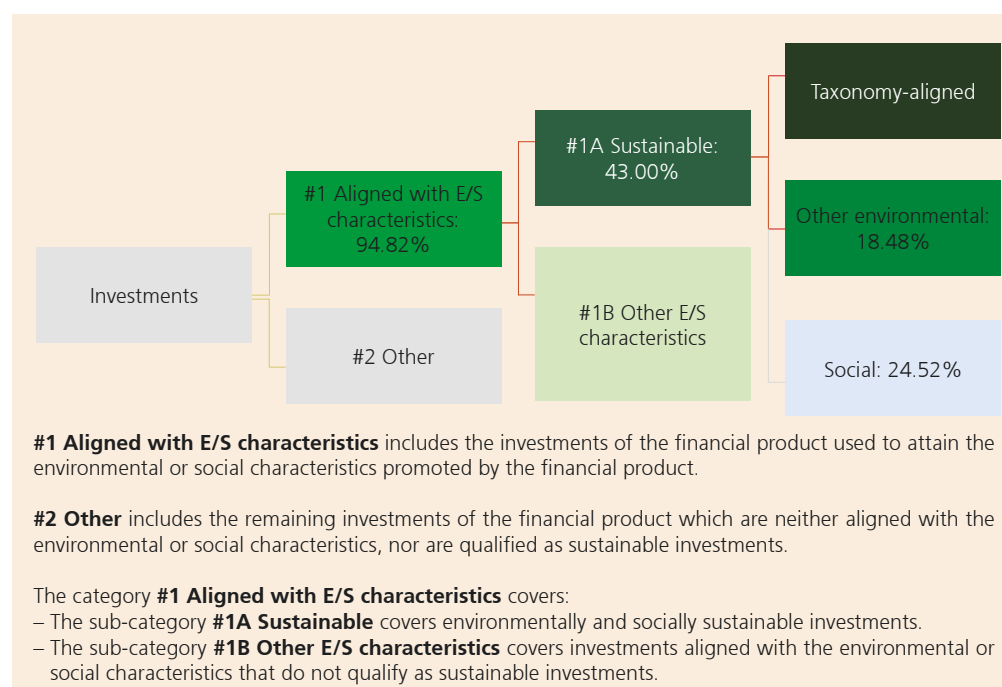 Taxonomy-aligned
#1A Sustainable:
43.00%
#1 Aligned with E/S
characteristics:
94.82%
Other environmental:
18.48%
Investments
#1B Other E/S
characteristics
#2 Other
Social: 24.52%
#1 Aligned with E/S characteristics includes the investments of the financial product used to attain the
environmental or social characteristics promoted by the financial product.
#2 Other includes the remaining investments of the financial product which are neither aligned with the
environmental or social characteristics, nor are qualified as sustainable investments.
The category #1 Aligned with E/S characteristics covers:
– The sub-category #1A Sustainable covers environmentally and socially sustainable investments.
– The sub-category #1B Other E/S characteristics covers investments aligned with the environmental or
social characteristics that do not qualify as sustainable investments.